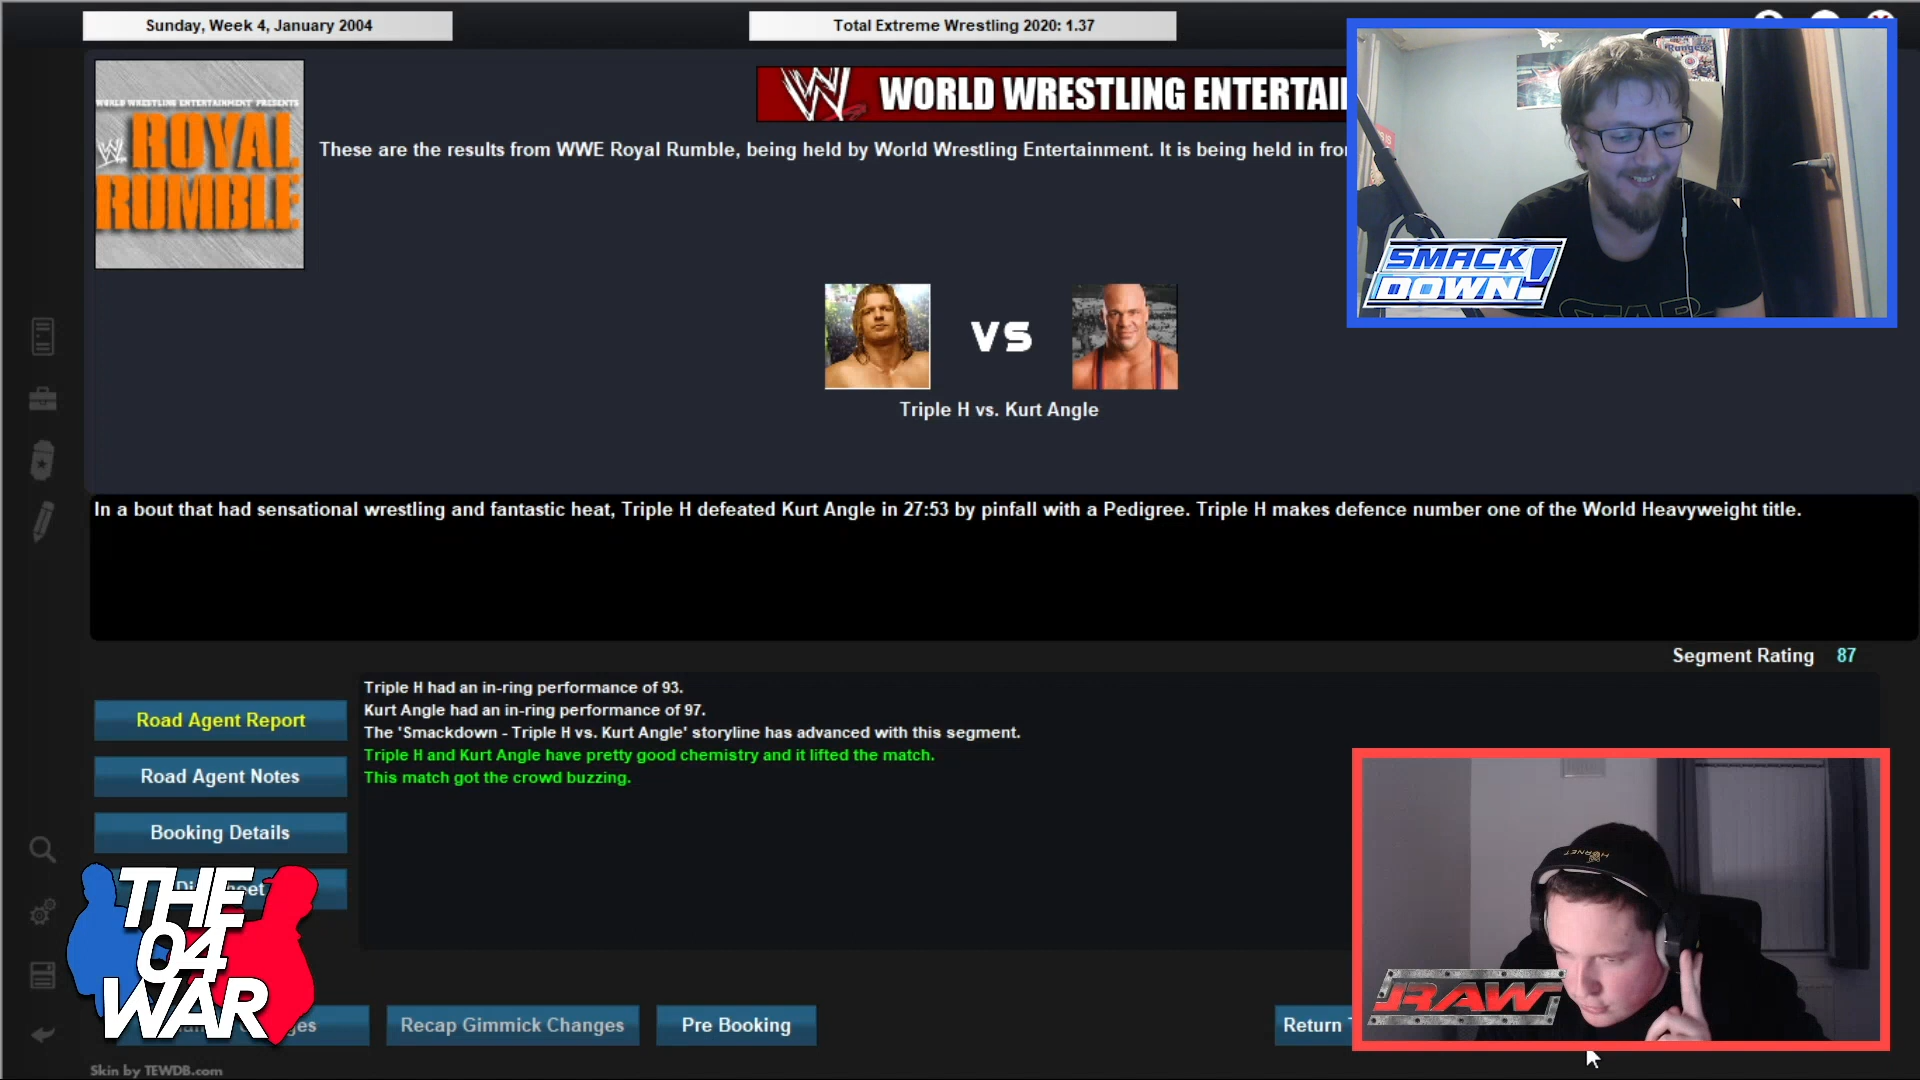 Sunday, Week 4, January 2004
Total Extreme Wrestling 2020: 1.37
WORLD WRESTLING ENTERTAINMENT PRESENTS
ROYAL
RUMBLE
WORLD WRESTLING ENTERTAI
These are the results from WWE Royal Rumble, being held by World Wrestling Entertainment. It is being held in fro
SMACK
DOWN!
VS
Triple H vs. Kurt Angle
In a bout that had sensational wrestling and fantastic heat, Triple H defeated Kurt Angle in 27:53 by pinfall with a Pedigree. Triple H makes defence number one of the World Heavyweight title.
Segment Rating 87
Triple H had an in-ring performance of 93.
Kurt Angle had an in-ring performance of 97.
The 'Smackdown - Triple H vs. Kurt Angle' storyline has advanced with this segment.
Triple H and Kurt Angle have pretty good chemistry and it lifted the match.
This match got the crowd buzzing.
Road Agent Report
Road Agent Notes
Booking Details
THE
04
WAR
HORNET
RAW
Recap Gimmick Changes
Pre Booking
Return
Skin by TEWDB.com